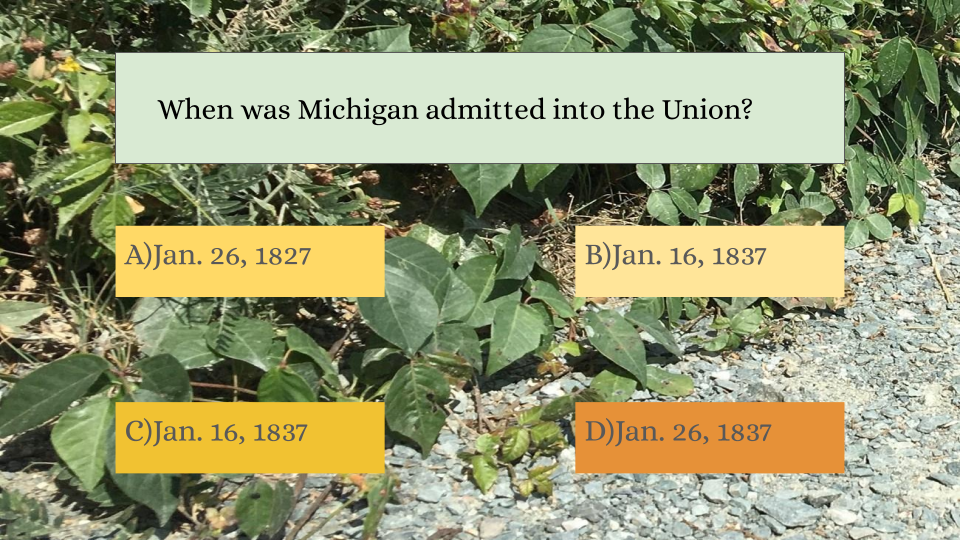 When was Michigan admitted into the Union?
A)Jan. 26, 1827
B)Jan. 16, 1837
C)Jan. 16, 1837
D)Jan. 26, 1837